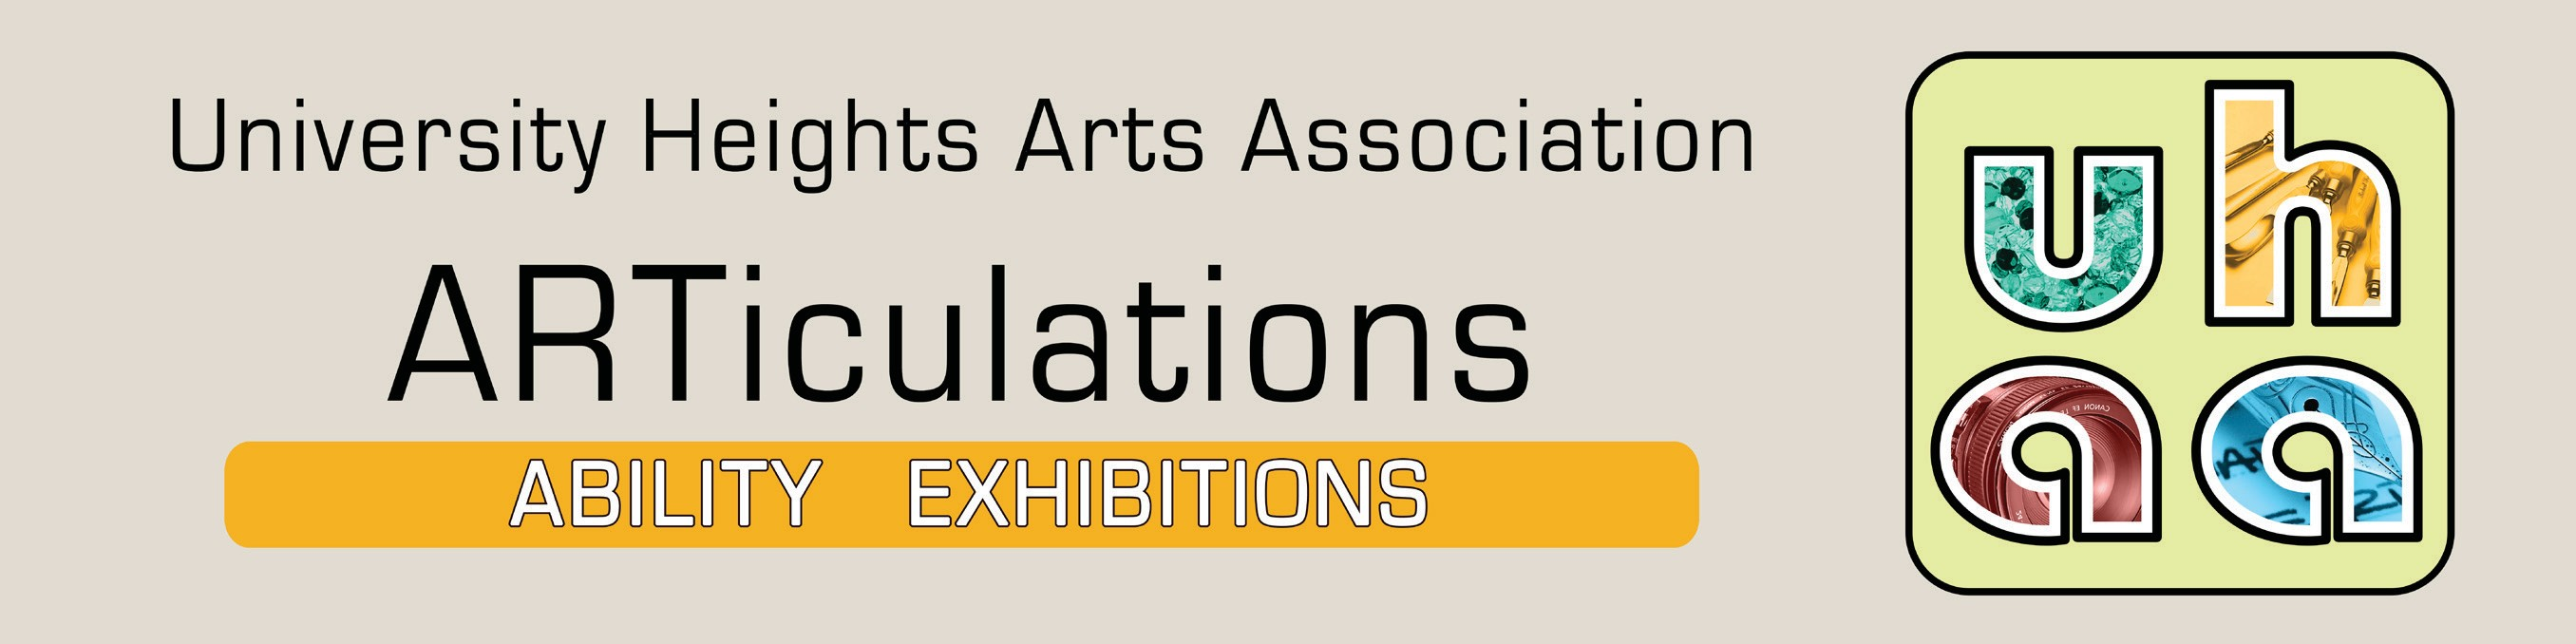 University Heights Arts Association
ARTiculations
ABILITY EXHIBITIONS
uh
aa